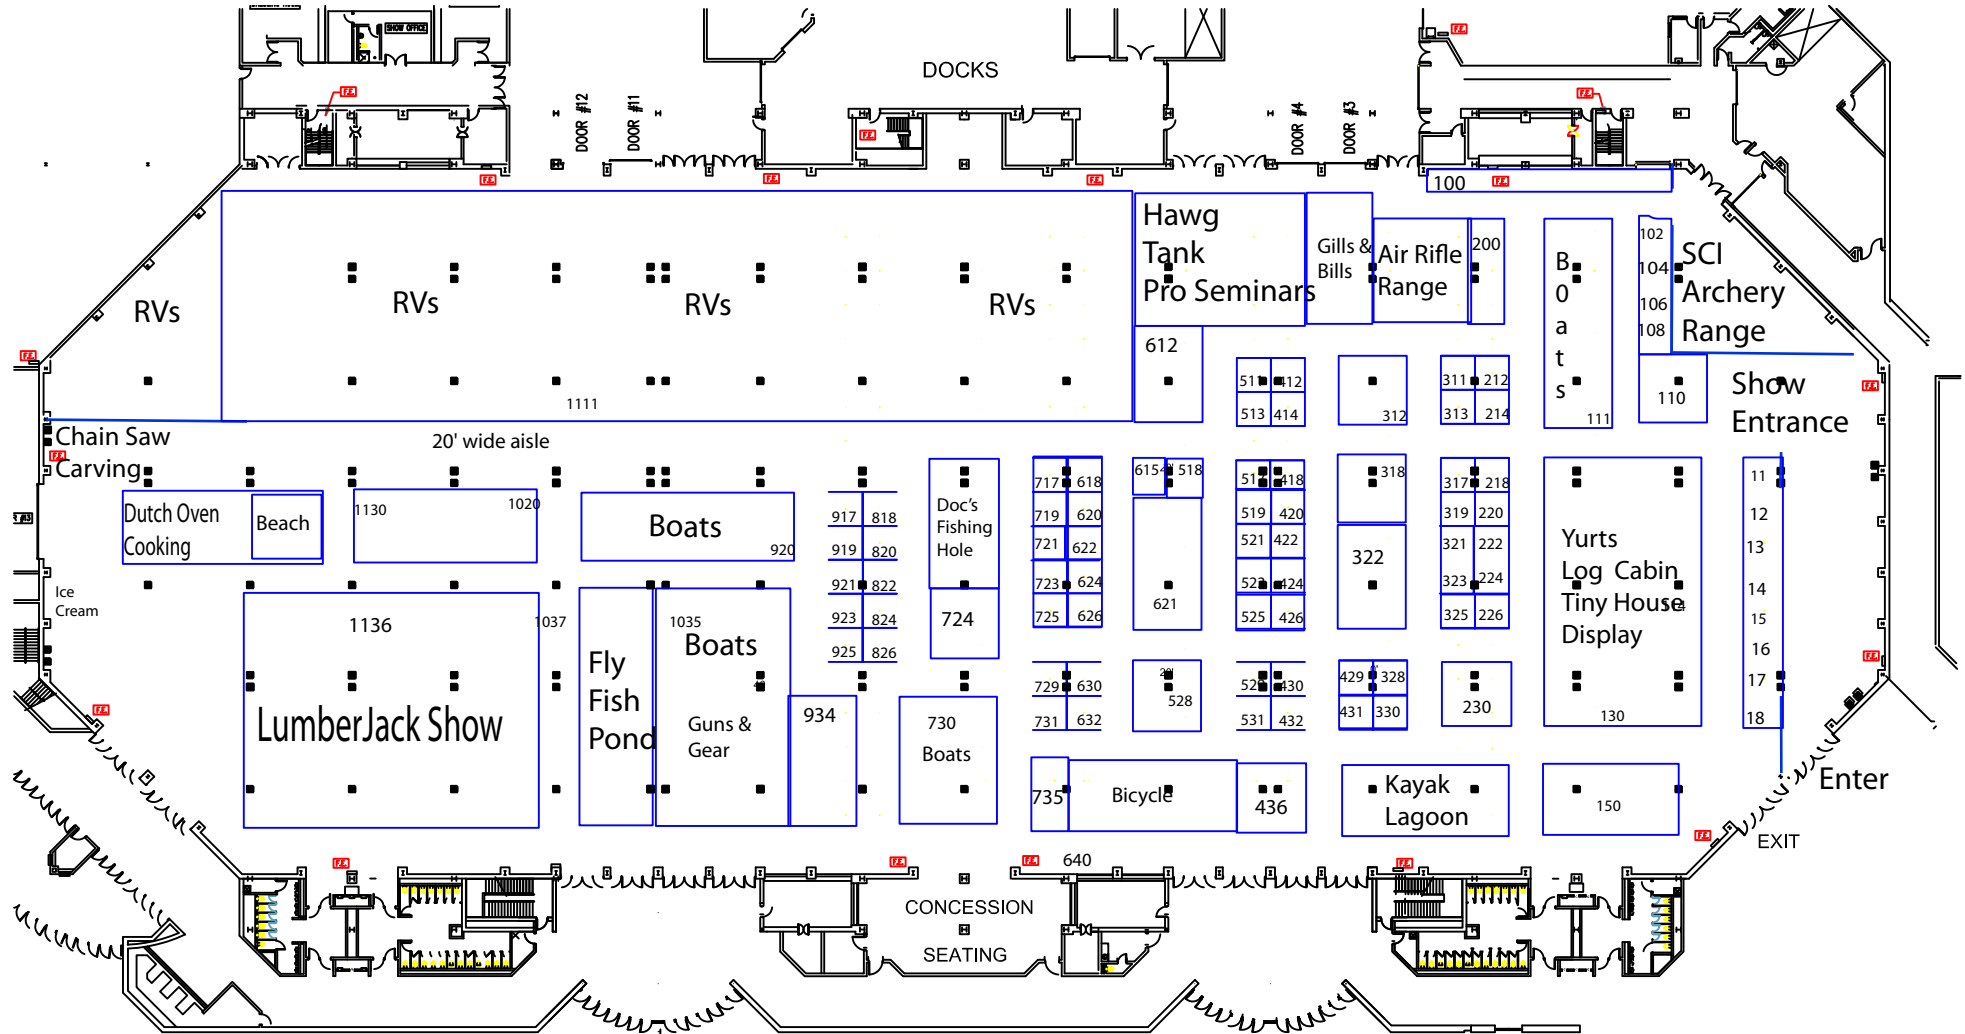 SHOW OFFICE
F.E.
DOCKS
F.E.
F.E.
DOOR #12
DOOR #11
F.E.
DOOR #4
DOOR #3
F.E.
F.E.
F.E.
100
F.E.
Hawg
Tank
Pro Seminars
Gills &
Bills
Air Rifle
Range
200
B
0
a
t
s
111
102
104
106
108
SCI
Archery
Range
RVs
RVs
RVs
RVs
1111
612
511
412
513
414
312
311
212
313
214
110
Show
Entrance
F.E.
F.E.
Chain Saw
Carving
F.E.
20' wide aisle
Dutch Oven
Cooking
Beach
1130
1020
Boats
920
917
818
919
820
921
822
923
824
925
826
Doc's
Fishing
Hole
724
717
618
719
620
721
622
723
624
725
626
615
518
621
418
519
420
521
422
424
525
426
318
322
317
218
319
220
321
222
323
224
325
226
Yurts
Log Cabin
Tiny House
Display
130
11
12
13
14
15
16
17
18
Ice
Cream
1136
LumberJack Show
1037
Fly
Fish
Pond
1035
Boats
Guns &
Gear
934
730
Boats
729
630
731
632
20'
528
430
531
432
429
328
431
330
230
F.E.
F.E.
735
Bicycle
436
Kayak
Lagoon
150
Enter
EXIT
F.E.
F.E.
F.E.
F.E.
640
F.E.
CONCESSION
SEATING